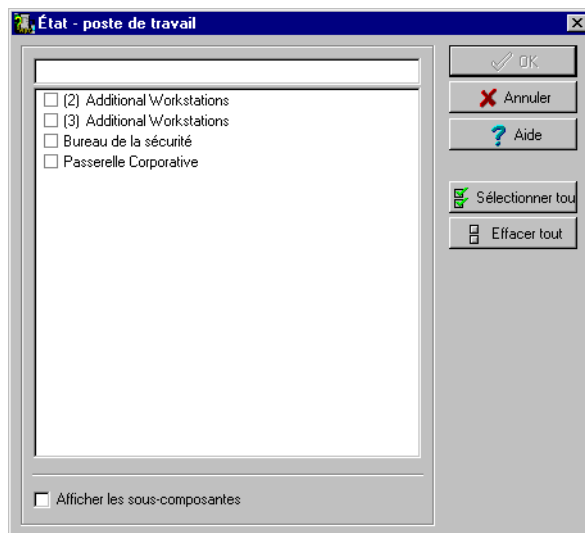 État - poste de travail
(2) Additional Workstations
(3) Additional Workstations
Bureau de la sécurité
Passerelle Corporative
Afficher les sous-composantes
OK
Annuler
Aide
Sélectionner tou
Effacer tout